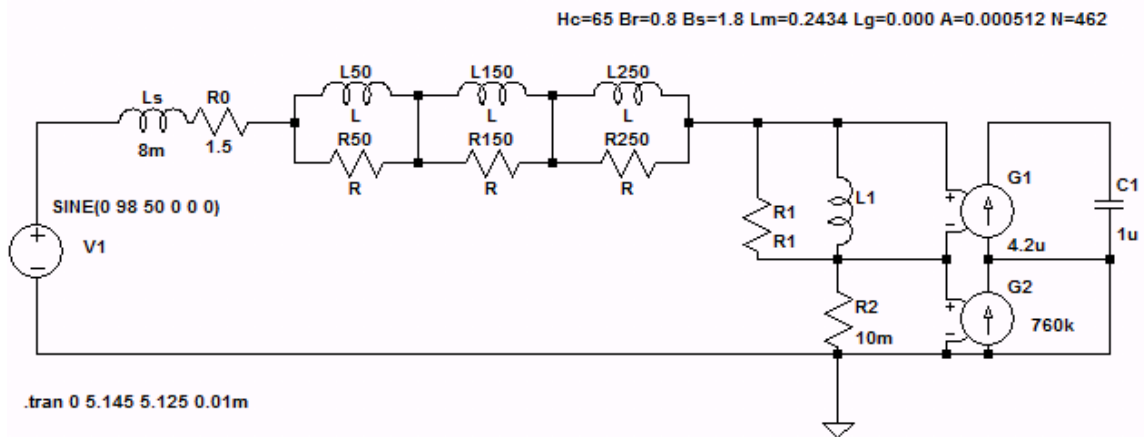 Hc=65 Br=0.8 Bs=1.8 Lm=0.2434 Lg=0.000 A=0.000512 N=462
L50
L150
L250
Ls
R0
L
L
L
8m
1.5
R50
R150
R250
R
R
R
SINE(0 98 50 0 0 0)
V1
R1
R1
L1
G1
4.2u
C1
1u
R2
10m
G2
760k
.tran 0 5.145 5.125 0.01m